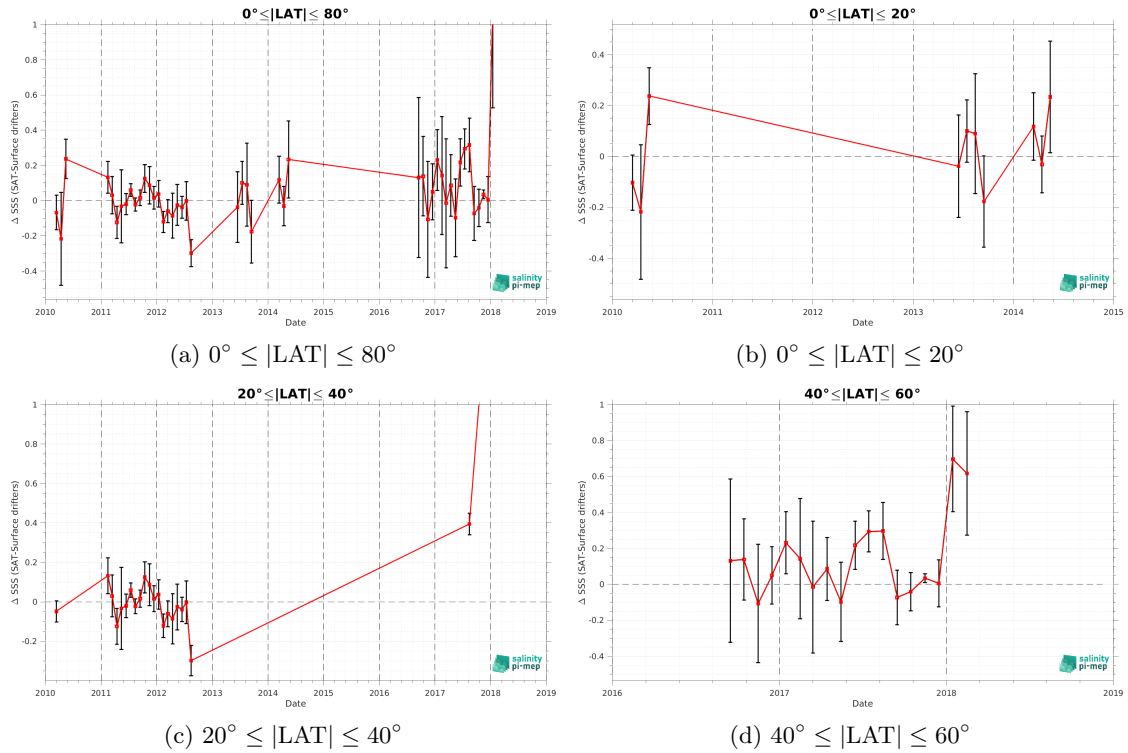 0°≤|LAT|≤ 80°
Δ SSS (SAT-Surface drifters)
1
0.8
0.6
0.4
0.2
0
-0.2
-0.4
2010 2011 2012 2013 2014 2015 2016 2017 2018 2019
Date
salinity
pi-mep
(a) 0° ≤ |LAT| ≤ 80°
0°≤|LAT|≤ 20°
Δ SSS (SAT-Surface drifters)
0.4
0.2
0
-0.2
-0.4
2010 2011 2012 2013 2014 2015
Date
salinity
pi-mep
(b) 0° ≤ |LAT| ≤ 20°
20°≤|LAT|≤ 40°
Δ SSS (SAT-Surface drifters)
1
0.8
0.6
0.4
0.2
0
-0.2
2010 2011 2012 2013 2014 2015 2016 2017 2018 2019
Date
salinity
pi-mep
(c) 20° ≤ |LAT| ≤ 40°
40°≤|LAT|≤ 60°
Δ SSS (SAT-Surface drifters)
1
0.8
0.6
0.4
0.2
0
-0.2
-0.4
2016 2017 2018 2019
Date
salinity
pi-mep
(d) 40° ≤ |LAT| ≤ 60°